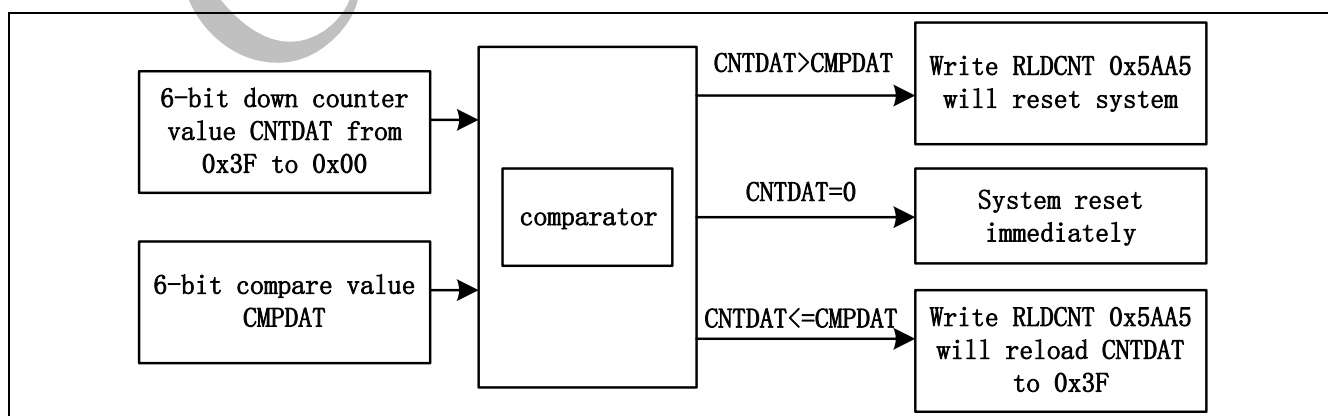 6-bit down counter
value CNTDAT from
0x3F to 0x00
6-bit compare value
CMPDAT
comparator
CNTDAT>CMPDAT
Write RLDCNT 0x5AA5
will reset system
CNTDAT=0
System reset
immediately
CNTDAT<=CMPDAT
Write RLDCNT 0x5AA5
will reload CNTDAT
to 0x3F